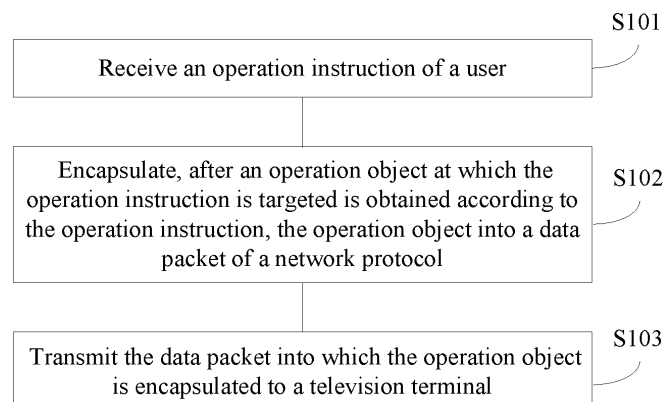 S101
Receive an operation instruction of a user
Encapsulate, after an operation object at which the
operation instruction is targeted is obtained according to
the operation instruction, the operation object into a data
packet of a network protocol
S102
Transmit the data packet into which the operation object
is encapsulated to a television terminal
S103